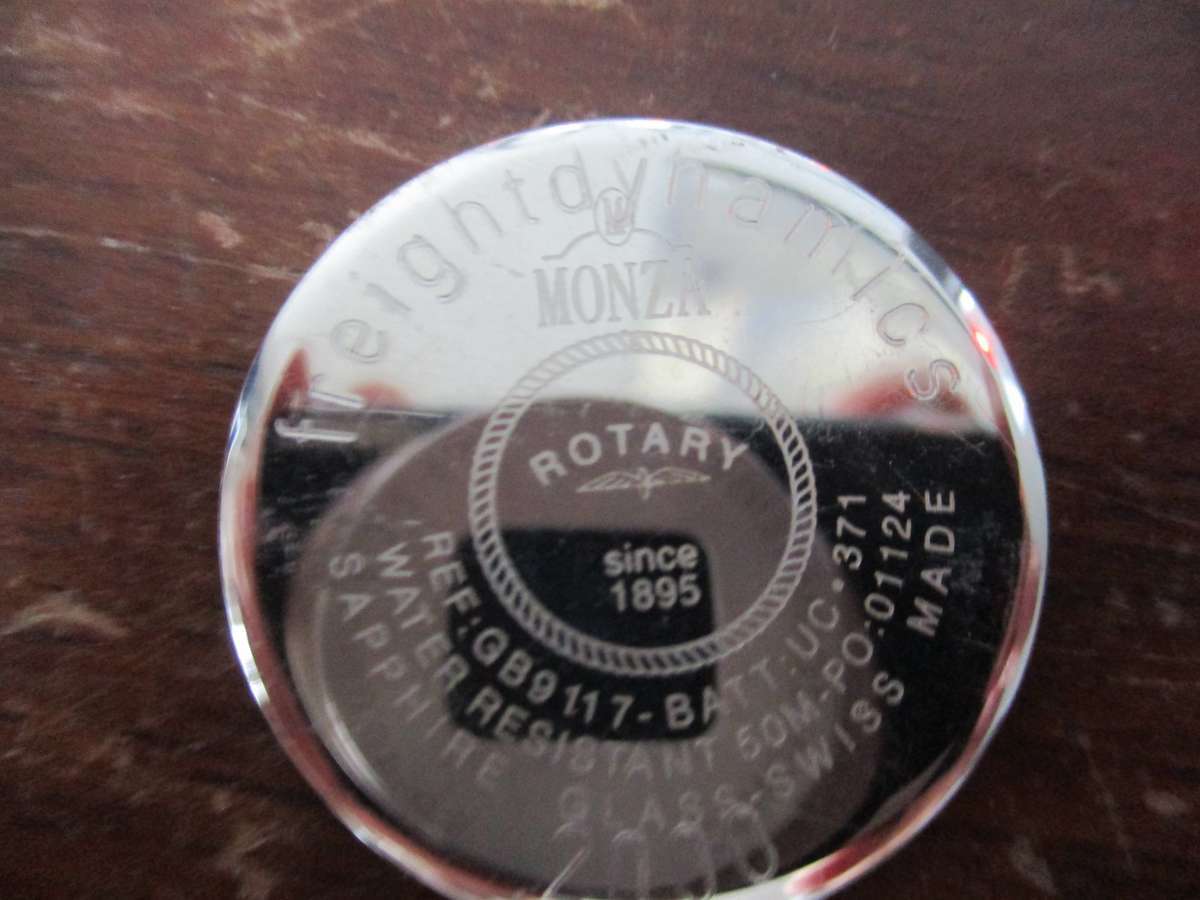 freightdynamics
MONZA
ROTARY
since
1895
REF:GB9117-BATT:UC.371
WATER RESISTANT 50M-PO:01124
SAPPHIRE GLASS-SWISS MADE